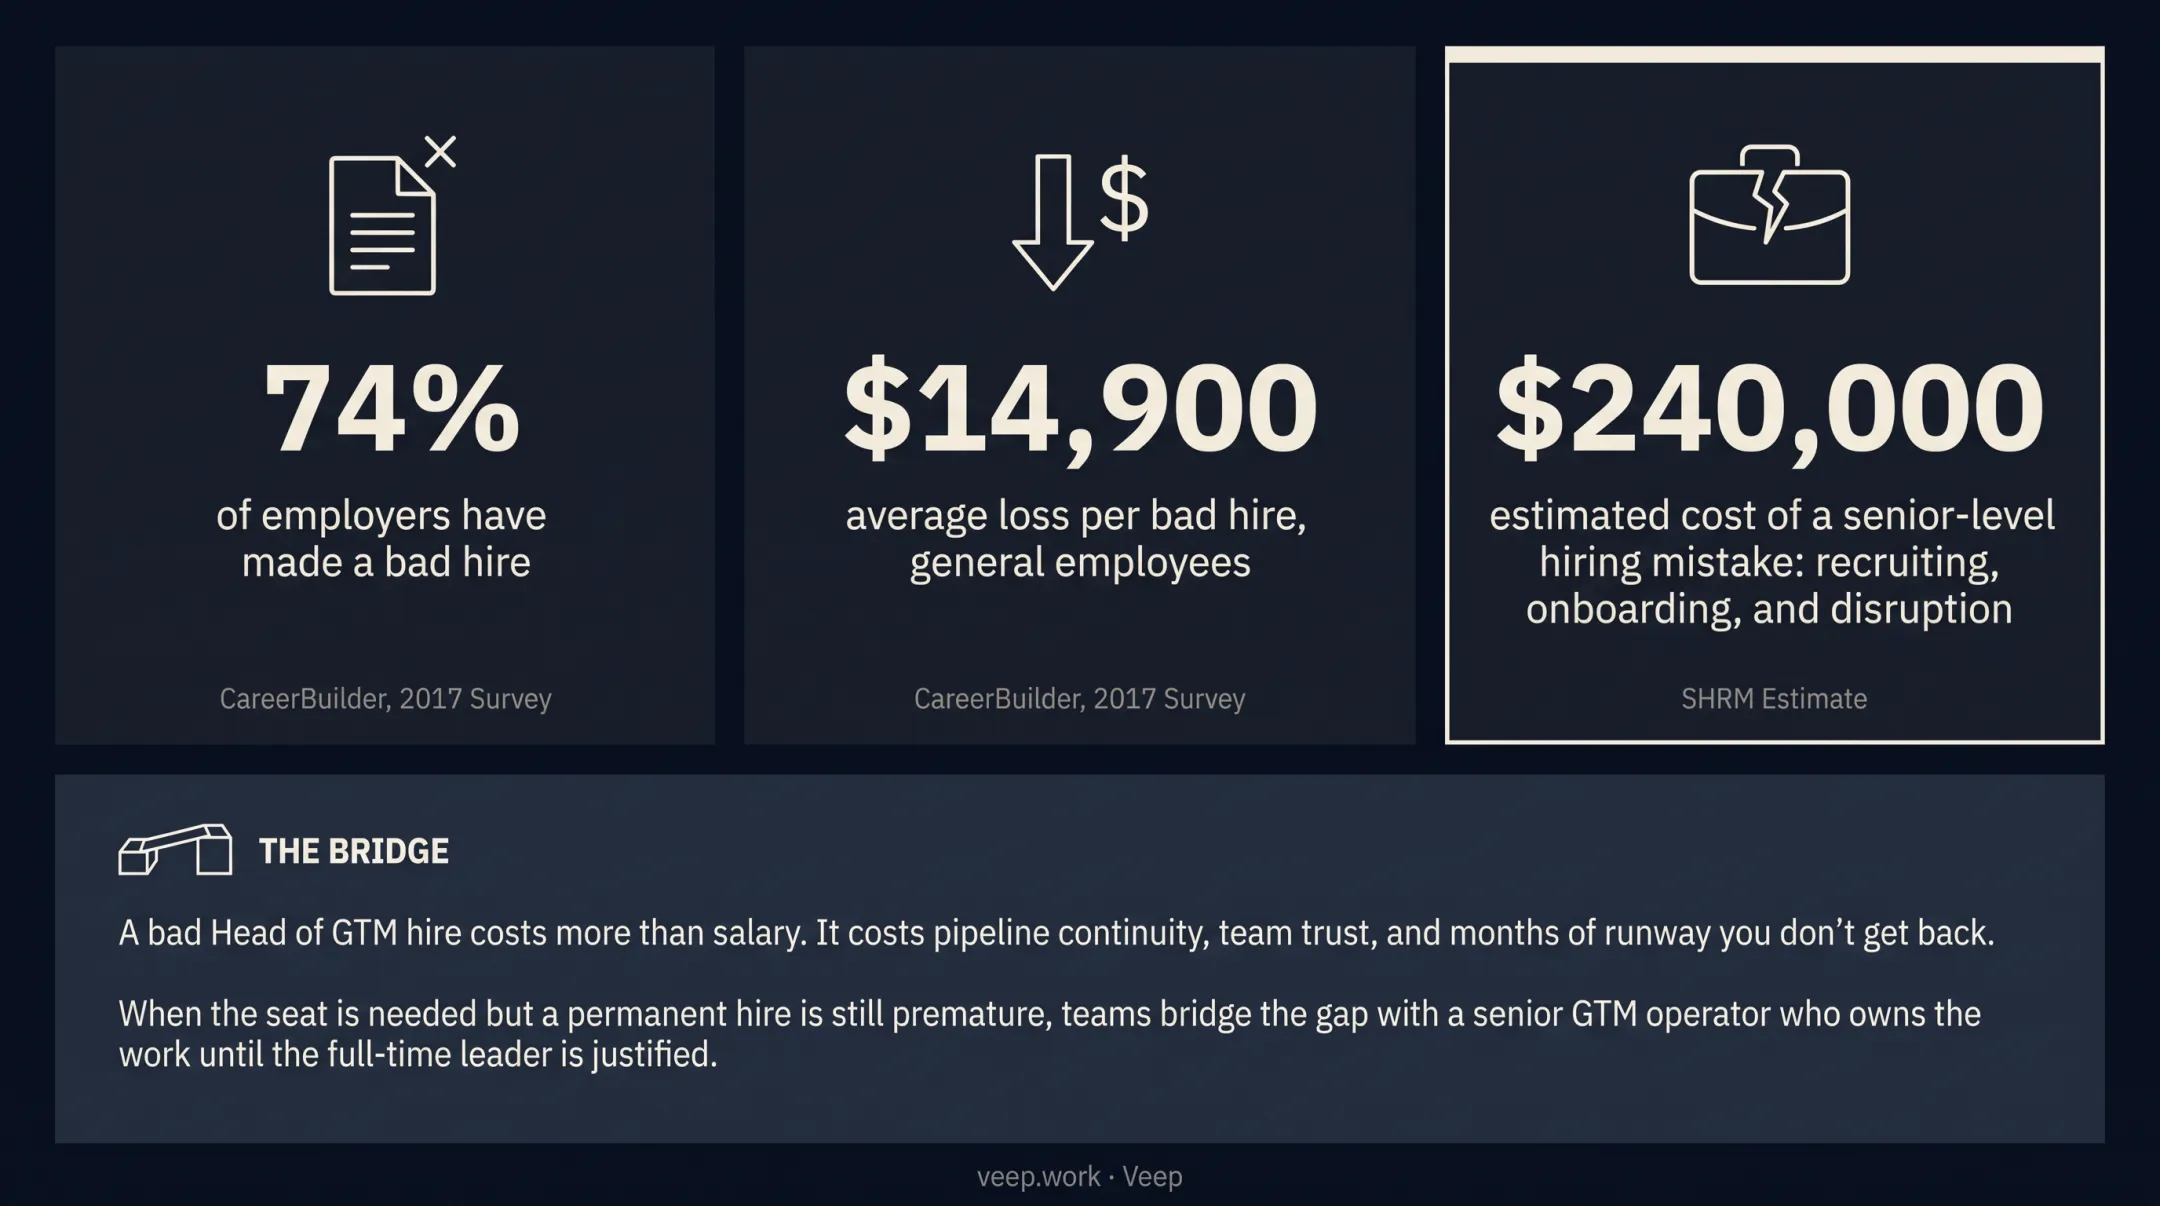 74%
of employers have
made a bad hire
CareerBuilder, 2017 Survey
$
$14,900
average loss per bad hire,
general employees
CareerBuilder, 2017 Survey
$240,000
estimated cost of a senior-level
hiring mistake: recruiting,
onboarding, and disruption
SHRM Estimate
THE BRIDGE
A bad Head of GTM hire costs more than salary. It costs pipeline continuity, team trust, and months of runway you don’t get back.
When the seat is needed but a permanent hire is still premature, teams bridge the gap with a senior GTM operator who owns the
work until the full-time leader is justified.
veep.work · Veep